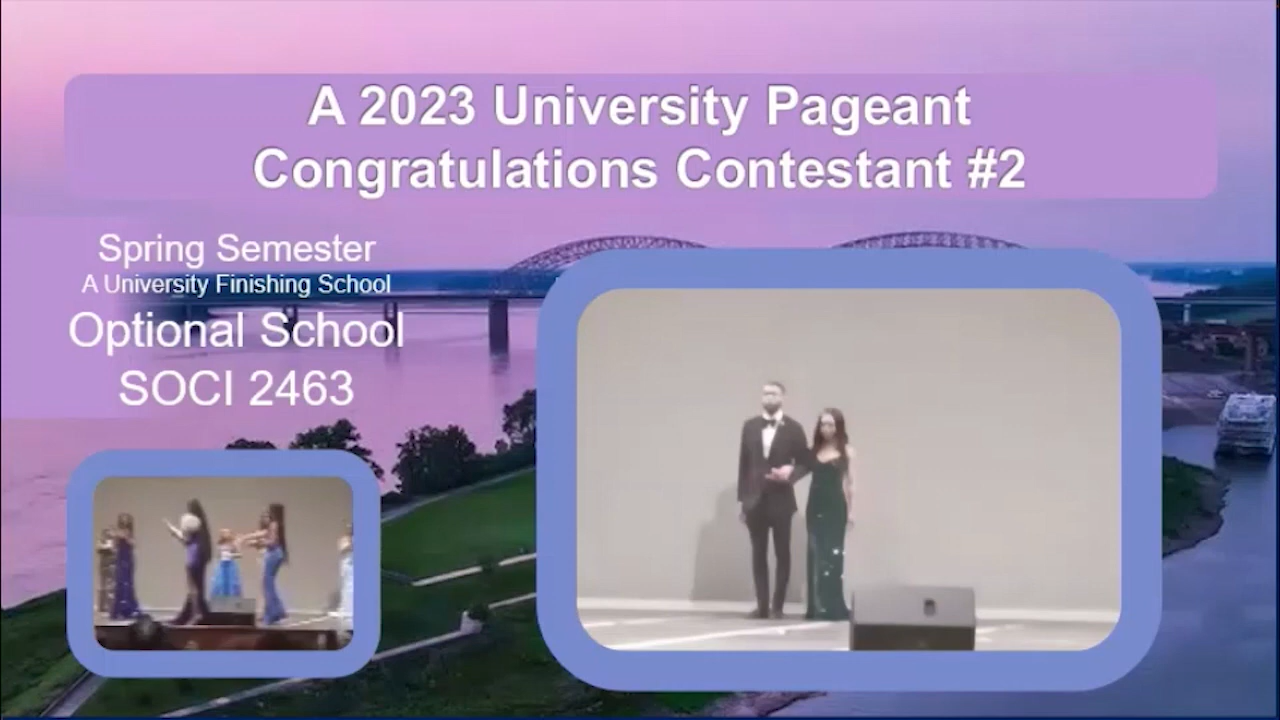 A 2023 University Pageant
Congratulations Contestant #2
Spring Semester
A University Finishing School
Optional School
SOCI 2463